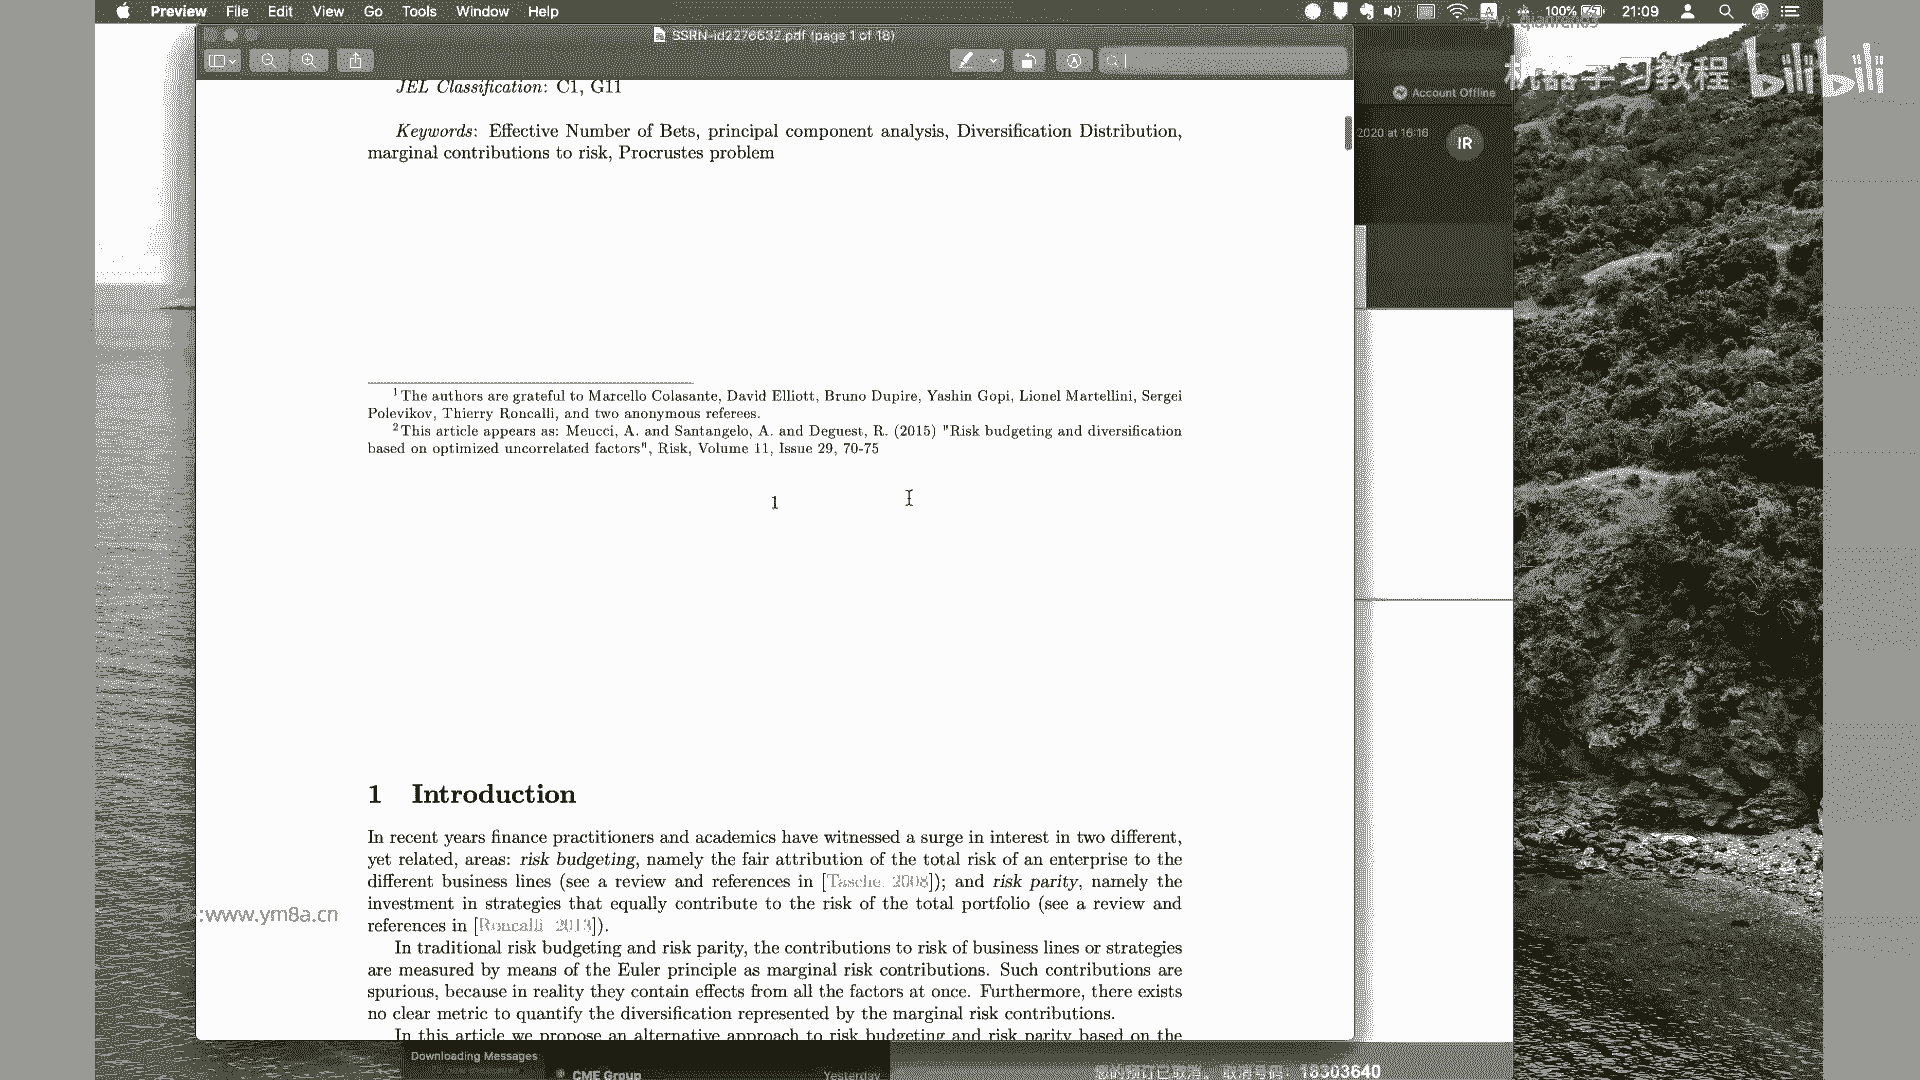 Preview File Edit View Go Tools Window Help
100%
21:09
SSRN-id2276632.pdf (page 1 of 18)
机器学习教程
bilibili
Account Offline
2020 at 16:16
IR
JEL Classification: C1, G11
Keywords: Effective Number of Bets, principal component analysis, Diversification Distribution,
marginal contributions to risk, Procrustes problem
1 The authors are grateful to Marcello Colasante, David Elliott, Bruno Dupire, Yashin Gopi, Lionel Martellini, Sergei
Polevikov, Thierry Roncalli, and two anonymous referees.
2 This article appears as: Meucci, A. and Santangelo, A. and Deguest, R. (2015) "Risk budgeting and diversification
based on optimized uncorrelated factors", Risk, Volume 11, Issue 29, 70-75
1
1 Introduction
In recent years finance practitioners and academics have witnessed a surge in interest in two different,
yet related, areas: risk budgeting, namely the fair attribution of the total risk of an enterprise to the
different business lines (see a review and references in [Tasche, 2008]); and risk parity, namely the
investment in strategies that equally contribute to the risk of the total portfolio (see a review and
references in [Roncalli, 2013]).
In traditional risk budgeting and risk parity, the contributions to risk of business lines or strategies
are measured by means of the Euler principle as marginal risk contributions. Such contributions are
spurious, because in reality they contain effects from all the factors at once. Furthermore, there exists
no clear metric to quantify the diversification represented by the marginal risk contributions.
In this article we propose an alternative approach to risk budgeting and risk parity based on the
:www.ym8a.cn
Downloading Messages
CME Group
Yesterday
18303640